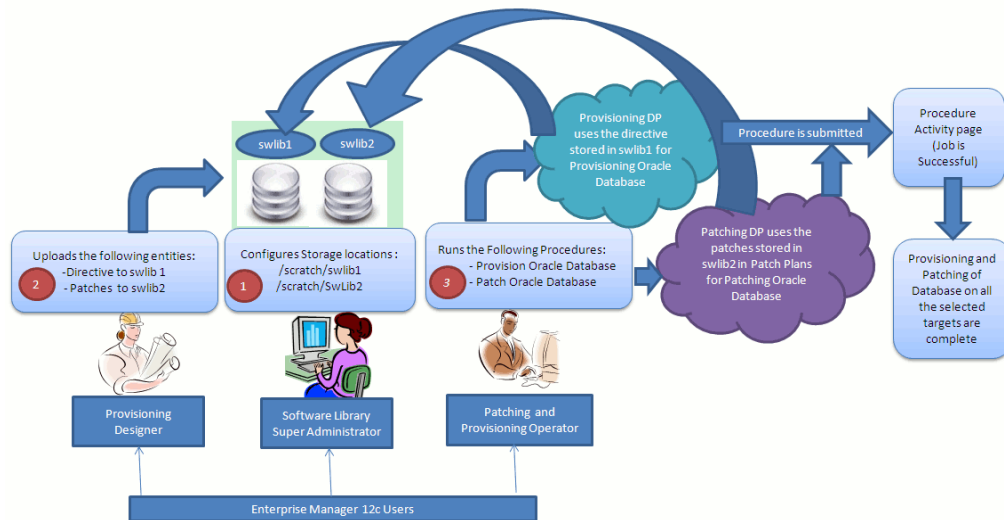 swlib1
swlib2
Provisioning DP
uses the directive
stored in swlib1 for
Provisioning Oracle
Database
Procedure is submitted
Procedure
Activity page
(Job is
Successful)
Uploads the following entities:
-Directive to swlib 1
- Patches to swlib2
2
Configures Storage locations :
/scratch/swlib1
/scratch/SwLib2
1
Runs the Following Procedures:
- Provision Oracle Database
- Patch Oracle Database
3
Patching DP uses the
patches stored in
swlib2 in Patch Plans
for Patching Oracle
Database
Provisioning and
Patching of
Database on all
the selected
targets are
complete
Provisioning
Designer
Software Library
Super Administrator
Patching and
Provisioning Operator
Enterprise Manager 12c Users